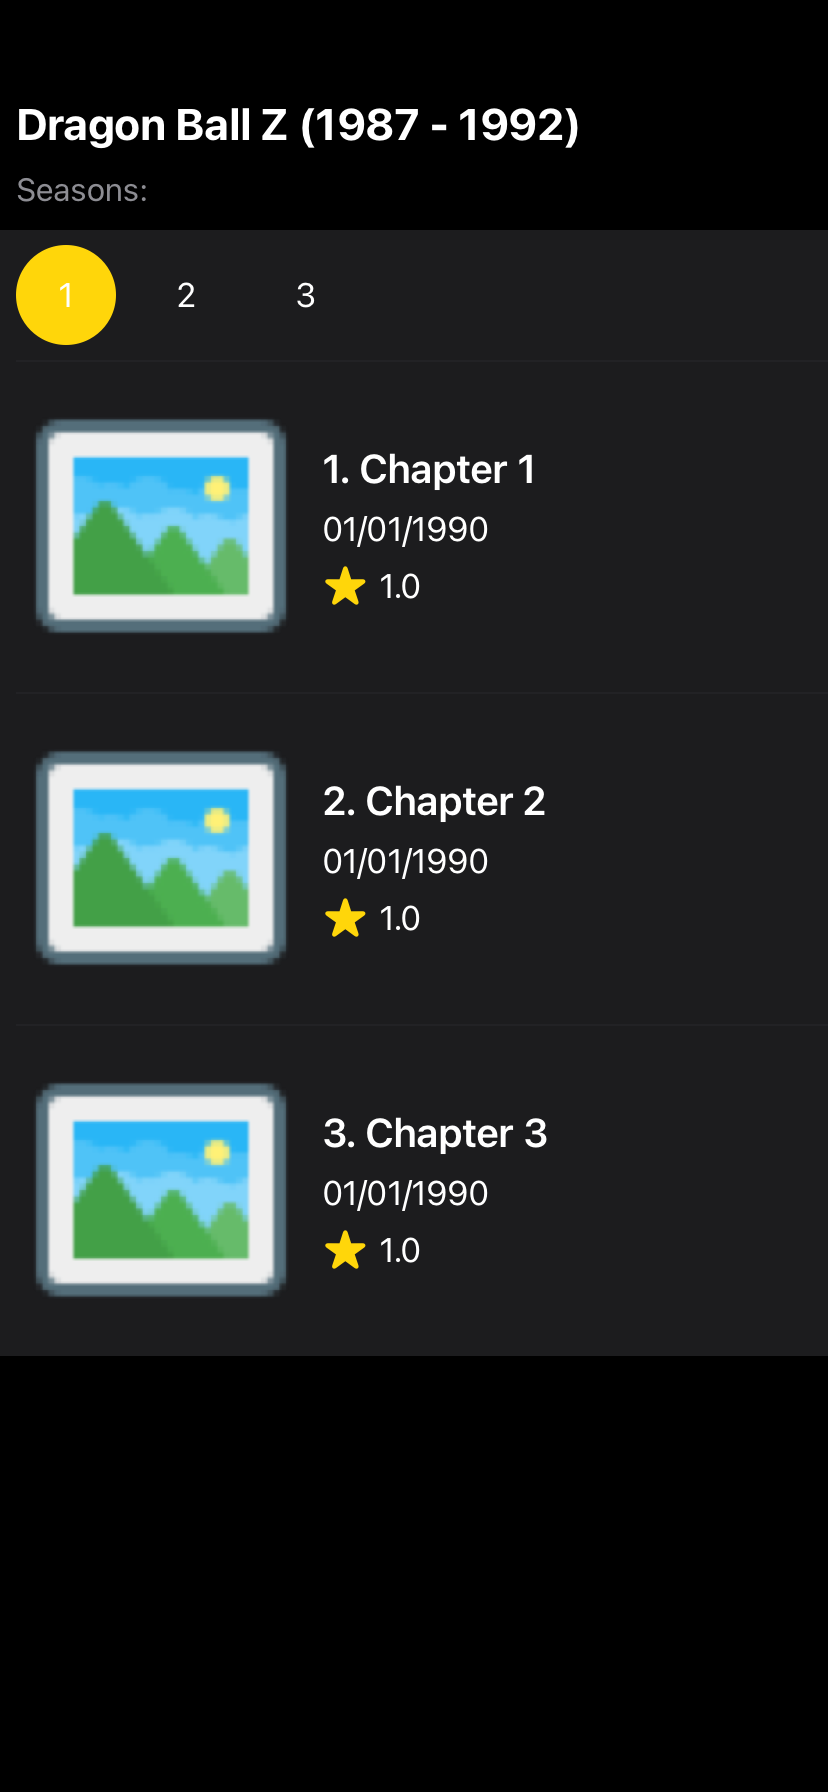 Dragon Ball Z (1987 - 1992)
Seasons:
1 2 3
1. Chapter 1
01/01/1990
1.0
2. Chapter 2
01/01/1990
1.0
3. Chapter 3
01/01/1990
1.0